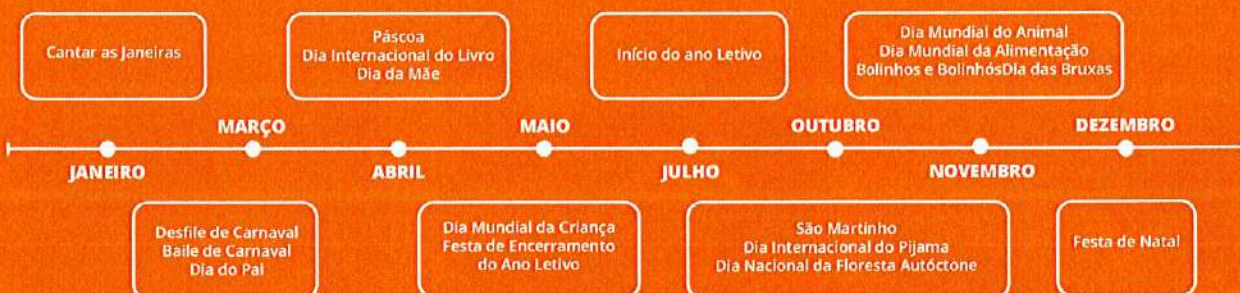 Cantar as Janeiras
Páscoa
Dia Internacional do Livro
Dia da Mãe
Início do ano Letivo
Dia Mundial do Animal
Dia Mundial da Alimentação
Bolinhos e BolinhósDia das Bruxas
MARÇO
MAIO
OUTUBRO
DEZEMBRO
JANEIRO
ABRIL
JULHO
NOVEMBRO
Desfile de Carnaval
Baile de Carnaval
Dia do Pai
Dia Mundial da Criança
Festa de Encerramento
do Ano Letivo
São Martinho
Dia Internacional do Pijama
Dia Nacional da Floresta Autóctone
Festa de Natal